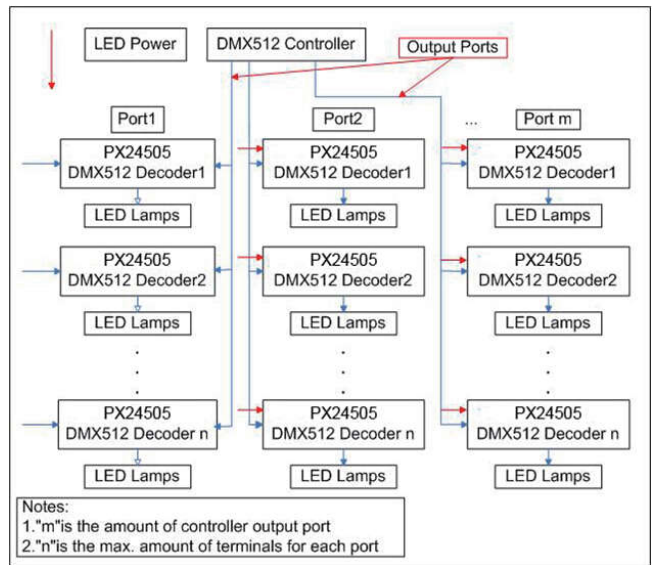 LED Power
DMX512 Controller
Output Ports
Port1
Port2
...
Port m
PX24505
DMX512 Decoder1
PX24505
DMX512 Decoder1
PX24505
DMX512 Decoder1
LED Lamps
LED Lamps
LED Lamps
PX24505
DMX512 Decoder2
PX24505
DMX512 Decoder2
PX24505
DMX512 Decoder2
LED Lamps
LED Lamps
LED Lamps
PX24505
DMX512 Decoder n
PX24505
DMX512 Decoder n
PX24505
DMX512 Decoder n
LED Lamps
LED Lamps
LED Lamps
Notes:
1."m"is the amount of controller output port
2."n"is the max. amount of terminals for each port